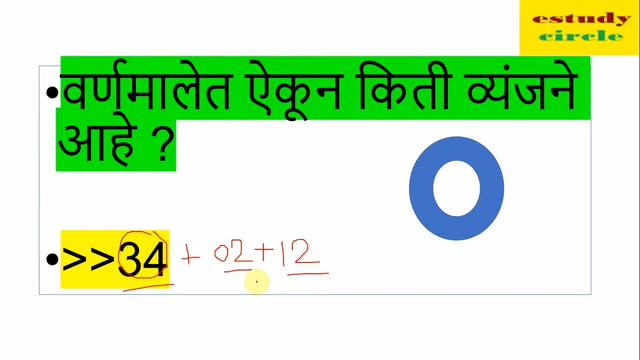 estudy
circle
•वर्णमालेत ऐकून किती व्यंजने
आहे ?
•>>34 + 02 + 12